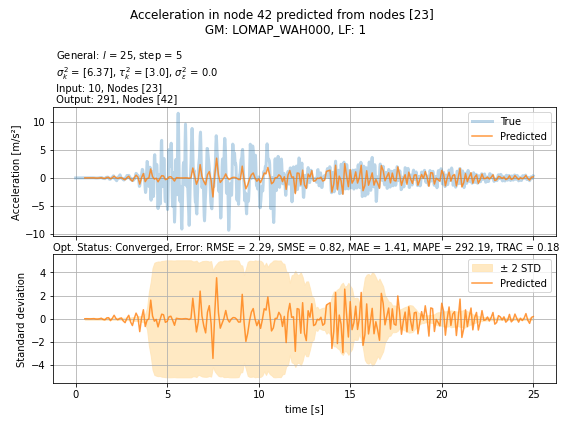 Acceleration in node 42 predicted from nodes [23]
GM: LOMAP_WAH000, LF: 1
General: l = 25, step = 5
σ²ₖ = [6.37], τ²ₖ = [3.0], σ²ε = 0.0
Input: 10, Nodes [23]
Output: 291, Nodes [42]
Acceleration [m/s²]
10
5
0
−5
−10
True
Predicted
Opt. Status: Converged, Error: RMSE = 2.29, SMSE = 0.82, MAE = 1.41, MAPE = 292.19, TRAC = 0.18
Standard deviation
4
2
0
−2
−4
± 2 STD
Predicted
0 5 10 15 20 25
time [s]